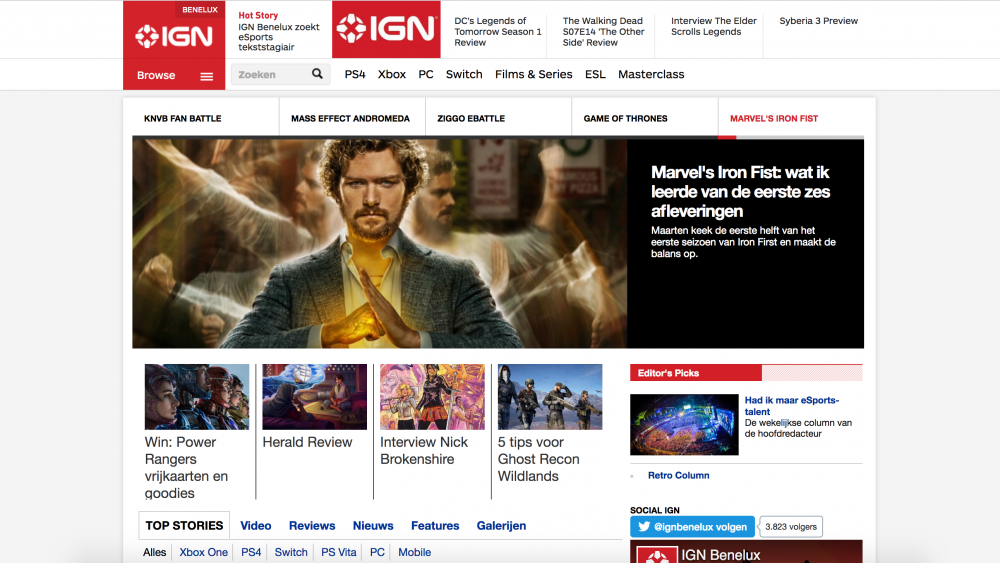 BENELUX
IGN
Hot Story
IGN Benelux zoekt
eSports
tekststagiair
IGN
DC's Legends of
Tomorrow Season 1
Review
The Walking Dead
S07E14 'The Other
Side' Review
Interview The Elder
Scrolls Legends
Syberia 3 Preview
Browse
Zoeken
PS4 Xbox PC Switch Films & Series ESL Masterclass
KNVB FAN BATTLE
MASS EFFECT ANDROMEDA
ZIGGO EBATTLE
GAME OF THRONES
MARVEL'S IRON FIST
Marvel's Iron Fist: wat ik
leerde van de eerste zes
afleveringen
Maarten keek de eerste helft van het
eerste seizoen van Iron First en maakt de
balans op.
Win: Power
Rangers
vrijkaarten en
goodies
Herald Review
Interview Nick
Brokenshire
5 tips voor
Ghost Recon
Wildlands
Editor's Picks
Had ik maar eSports-
talent
De wekelijkse column van
de hoofdredacteur
Retro Column
SOCIAL IGN
@ignbenelux volgen
3.823 volgers
IGN Benelux
TOP STORIES Video Reviews Nieuws Features Galerijen
Alles Xbox One PS4 Switch PS Vita PC Mobile